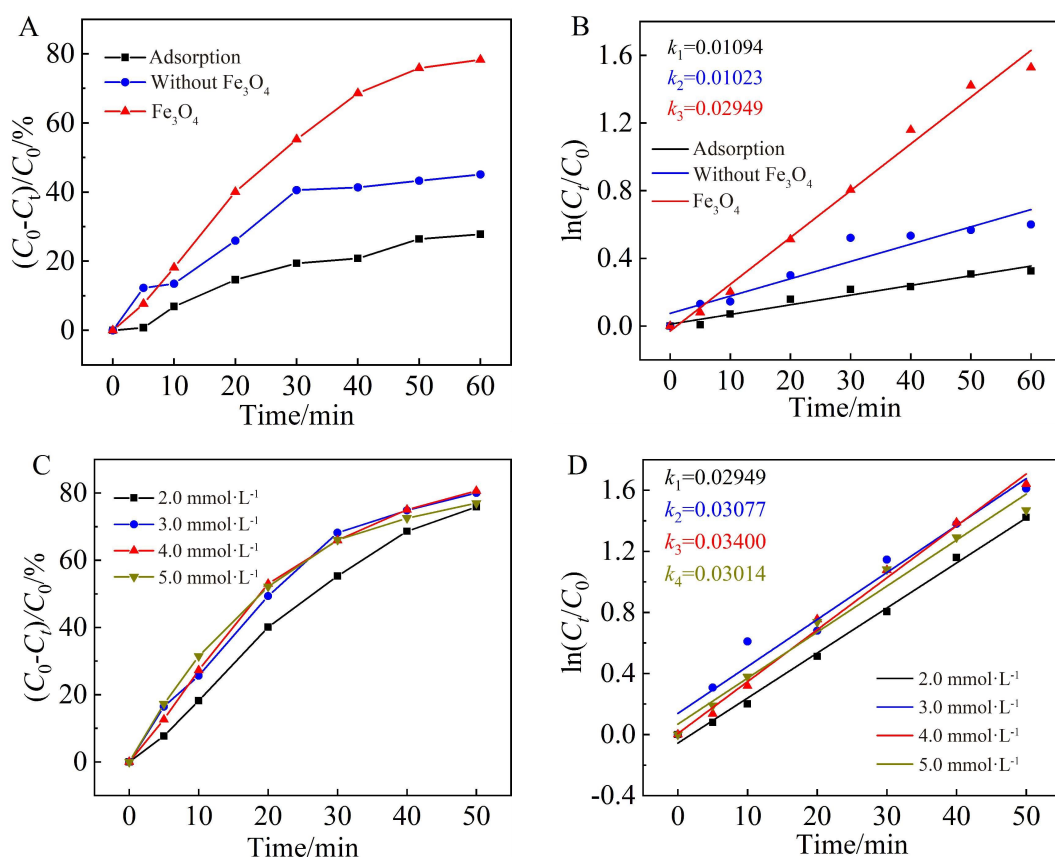 A
80
60
40
20
0
(C₀-Cₜ)/C₀/%
Adsorption
Without Fe₃O₄
Fe₃O₄
0 10 20 30 40 50 60
Time/min
B
1.6
1.2
0.8
0.4
0.0
ln(Cₜ/C₀)
k₁=0.01094
k₂=0.01023
k₃=0.02949
Adsorption
Without Fe₃O₄
Fe₃O₄
0 10 20 30 40 50 60
Time/min
C
80
60
40
20
0
(C₀-Cₜ)/C₀/%
2.0 mmol·L⁻¹
3.0 mmol·L⁻¹
4.0 mmol·L⁻¹
5.0 mmol·L⁻¹
0 10 20 30 40 50
Time/min
D
1.6
1.2
0.8
0.4
0.0
-0.4
ln(Cₜ/C₀)
k₁=0.02949
k₂=0.03077
k₃=0.03400
k₄=0.03014
2.0 mmol·L⁻¹
3.0 mmol·L⁻¹
4.0 mmol·L⁻¹
5.0 mmol·L⁻¹
0 10 20 30 40 50
Time/min